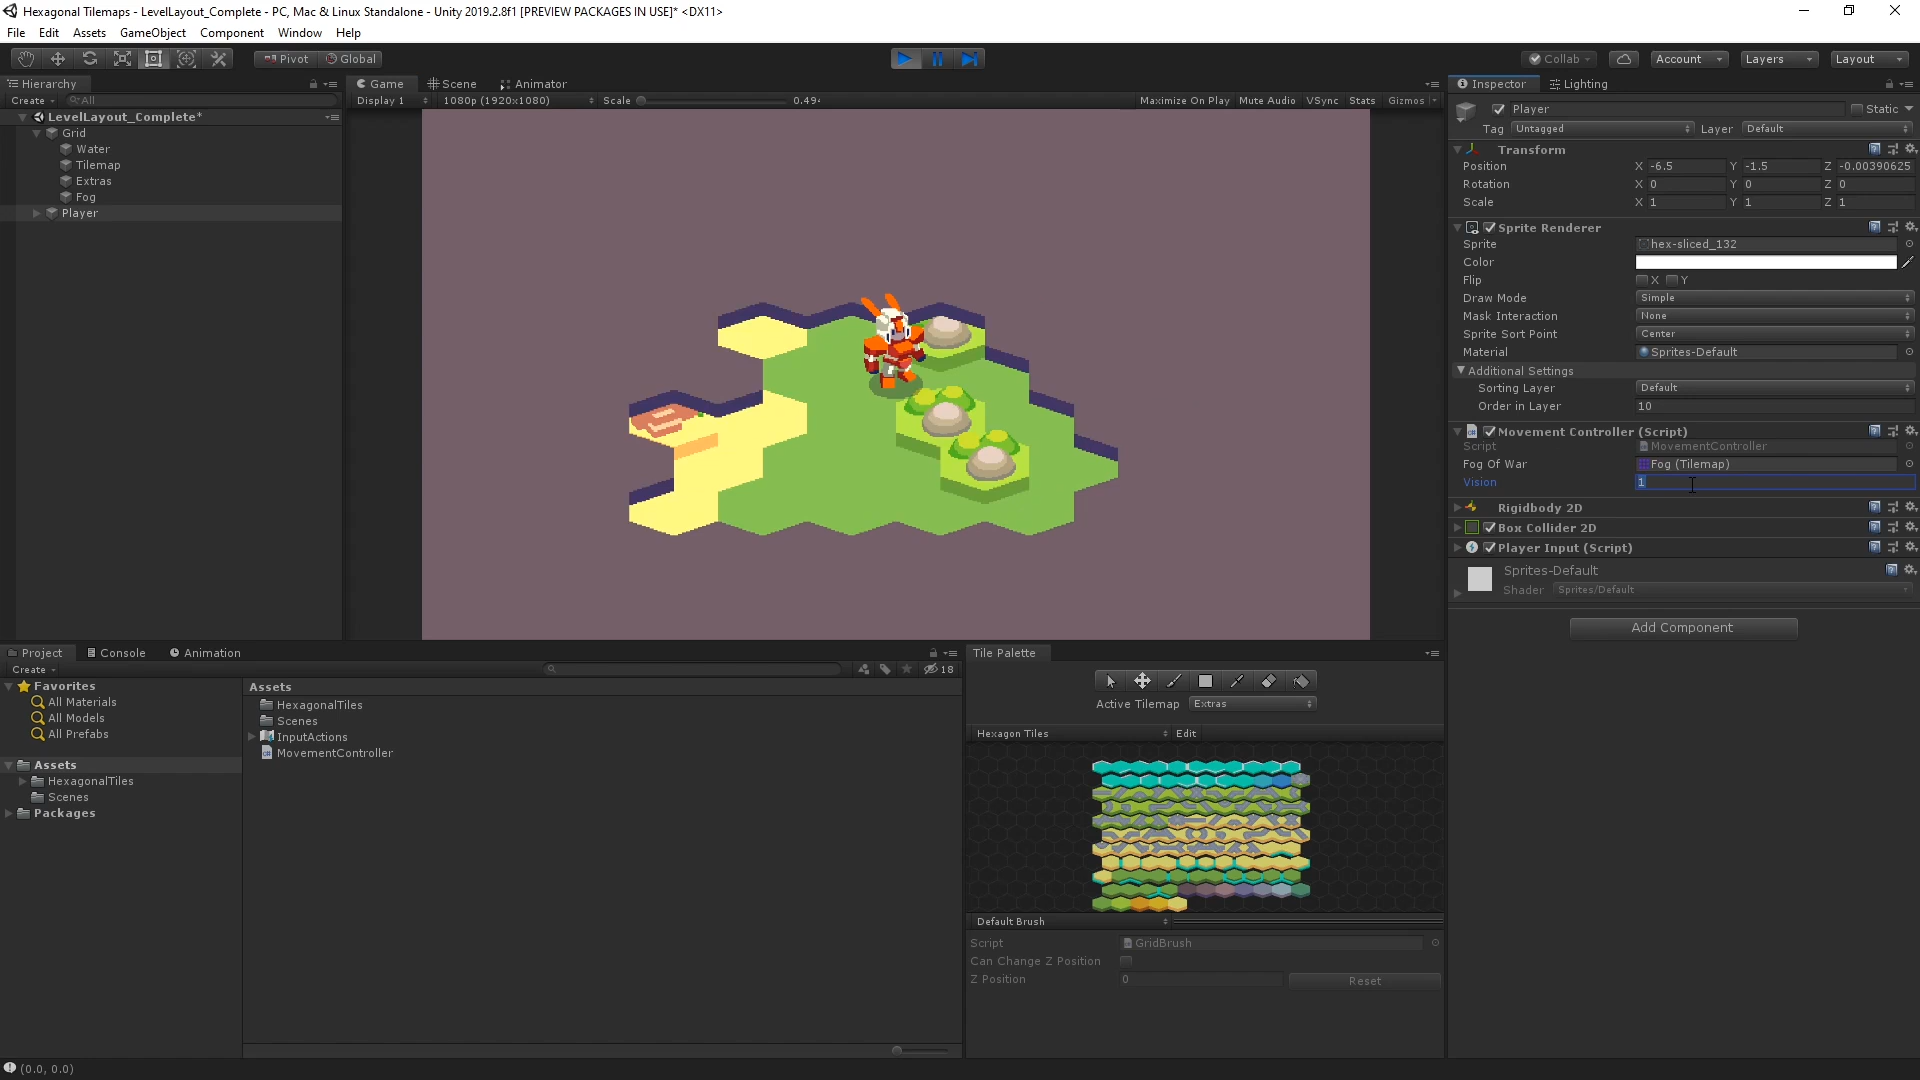 Hexagonal Tilemaps - LevelLayout_Complete - PC, Mac & Linux Standalone - Unity 2019.2.8f1 [PREVIEW PACKAGES IN USE]* <DX11>
File Edit Assets GameObject Component Window Help
Pivot Global Collab Account Layers Layout
Hierarchy
Create All
LevelLayout_Complete*
Grid
Water
Tilemap
Extras
Fog
Player
Game Scene Animator
Display 1 1080p (1920x1080) Scale 0.494 Maximize On Play Mute Audio VSync Stats Gizmos
Inspector Lighting
Player Static
Tag Untagged Layer Default
Transform
Position X -6.5 Y -1.5 Z -0.00390625
Rotation X 0 Y 0 Z 0
Scale X 1 Y 1 Z 1
Sprite Renderer
Sprite hex-sliced_132
Color
Flip X Y
Draw Mode Simple
Mask Interaction None
Sprite Sort Point Center
Material Sprites-Default
Additional Settings
Sorting Layer Default
Order in Layer 10
Movement Controller (Script)
Script MovementController
Fog Of War Fog (Tilemap)
Vision 1
Rigidbody 2D
Box Collider 2D
Player Input (Script)
Sprites-Default
Shader Sprites/Default
Add Component
Project Console Animation
Create 18
Favorites
All Materials
All Models
All Prefabs
Assets
HexagonalTiles
Scenes
Packages
Assets
HexagonalTiles
Scenes
InputActions
MovementController
Tile Palette
Active Tilemap Extras
Hexagon Tiles Edit
Default Brush
Script GridBrush
Can Change Z Position
Z Position 0 Reset
(0.0, 0.0)